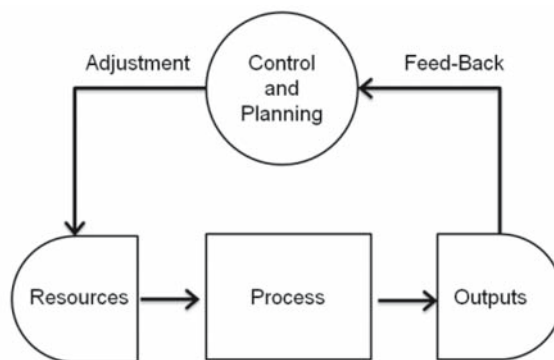 Adjustment
Control
and
Planning
Feed-Back
Resources
Process
Outputs